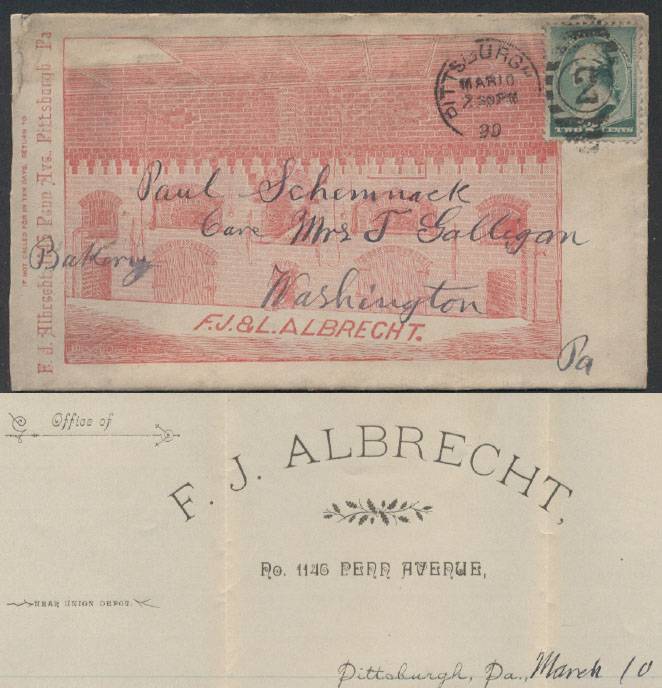 IF NOT CALLED FOR IN TEN DAYS, RETURN TO
F. J. Albrecht, Penn Ave. Pittsburgh Pa
PITTSBURGH
MAR 10
7 30 PM
90
2
TWO CENTS
Paul Schemnack
Care Mrs T Galligan
Bakery
Washington
Pa
F.J. & L. ALBRECHT.
Office of
F. J. ALBRECHT,
No. 1146 PENN AVENUE,
NEAR UNION DEPOT.
Pittsburgh, Pa., March 10